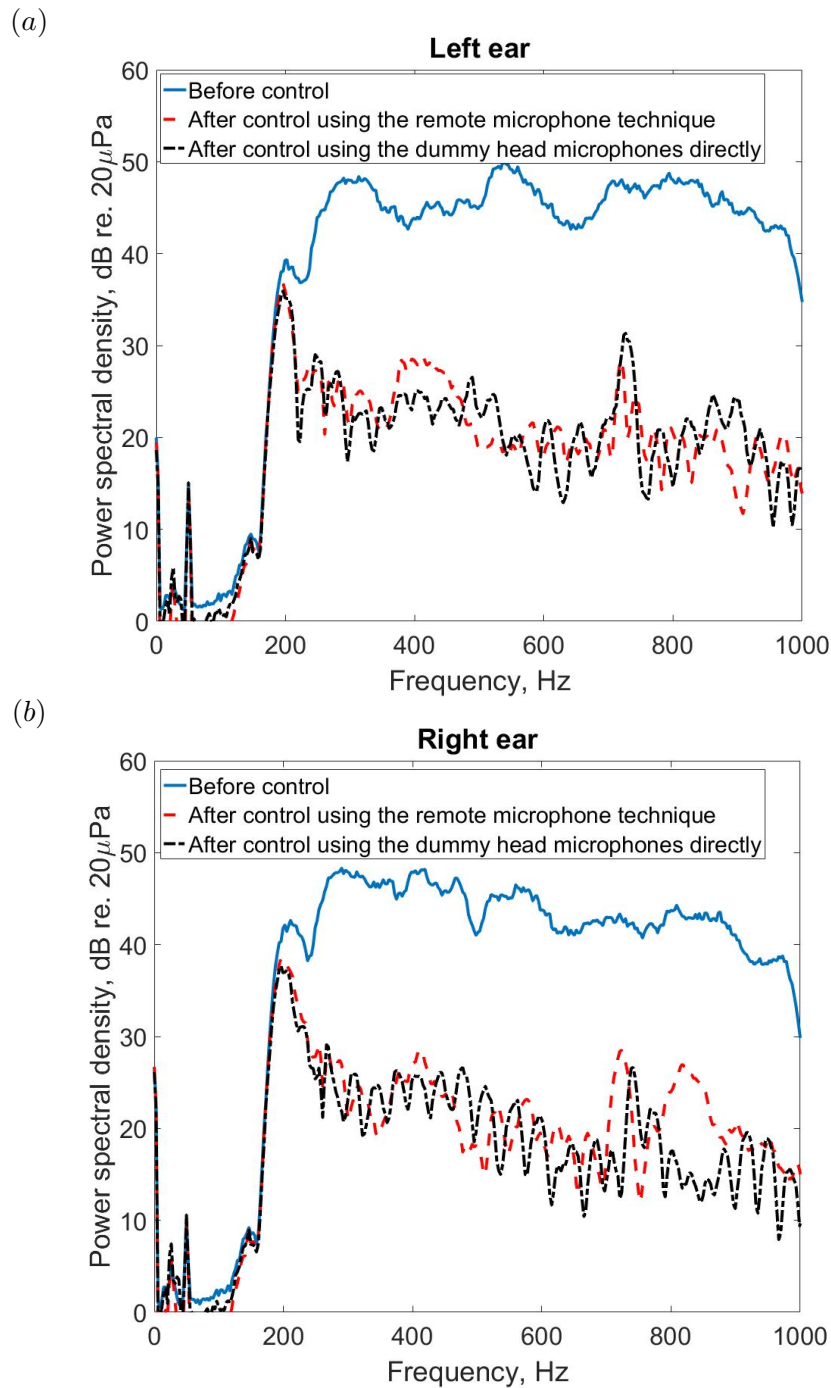 (a)
Left ear
Before control
After control using the remote microphone technique
After control using the dummy head microphones directly
Power spectral density, dB re. 20μPa
60
50
40
30
20
10
0
0 200 400 600 800 1000
Frequency, Hz
(b)
Right ear
Before control
After control using the remote microphone technique
After control using the dummy head microphones directly
Power spectral density, dB re. 20μPa
60
50
40
30
20
10
0
0 200 400 600 800 1000
Frequency, Hz